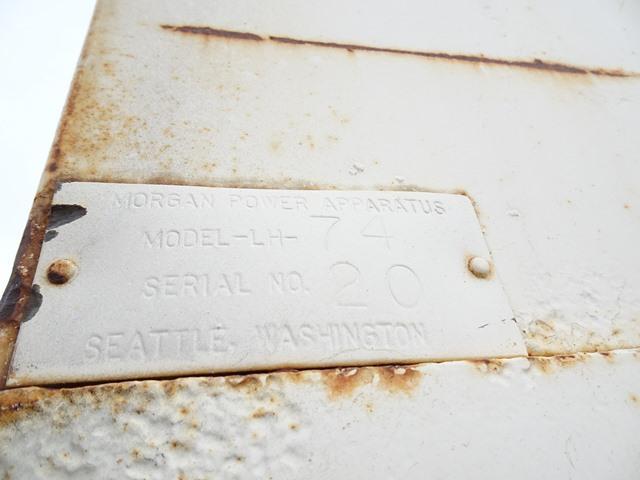 MORGAN POWER APPARATUS
MODEL-LH-74
SERIAL NO. 20
SEATTLE, WASHINGTON